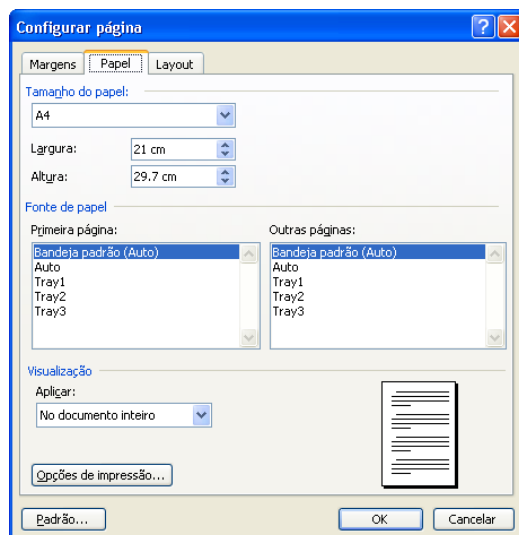 Configurar página
Margens Papel Layout
Tamanho do papel:
A4
Largura: 21 cm
Altura: 29.7 cm
Fonte de papel
Primeira página: Outras páginas:
Bandeja padrão (Auto) Bandeja padrão (Auto)
Auto Auto
Tray1 Tray1
Tray2 Tray2
Tray3 Tray3
Visualização
Aplicar:
No documento inteiro
Opções de impressão...
Padrão... OK Cancelar